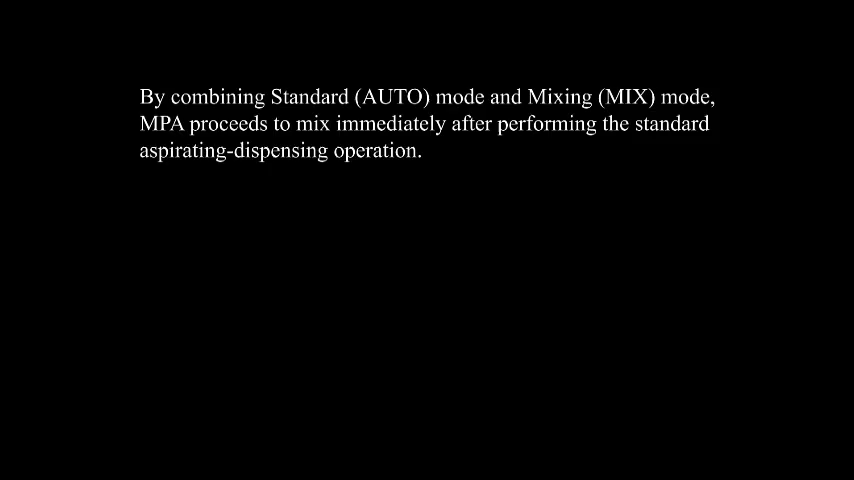 By combining Standard (AUTO) mode and Mixing (MIX) mode,
MPA proceeds to mix immediately after performing the standard
aspirating-dispensing operation.